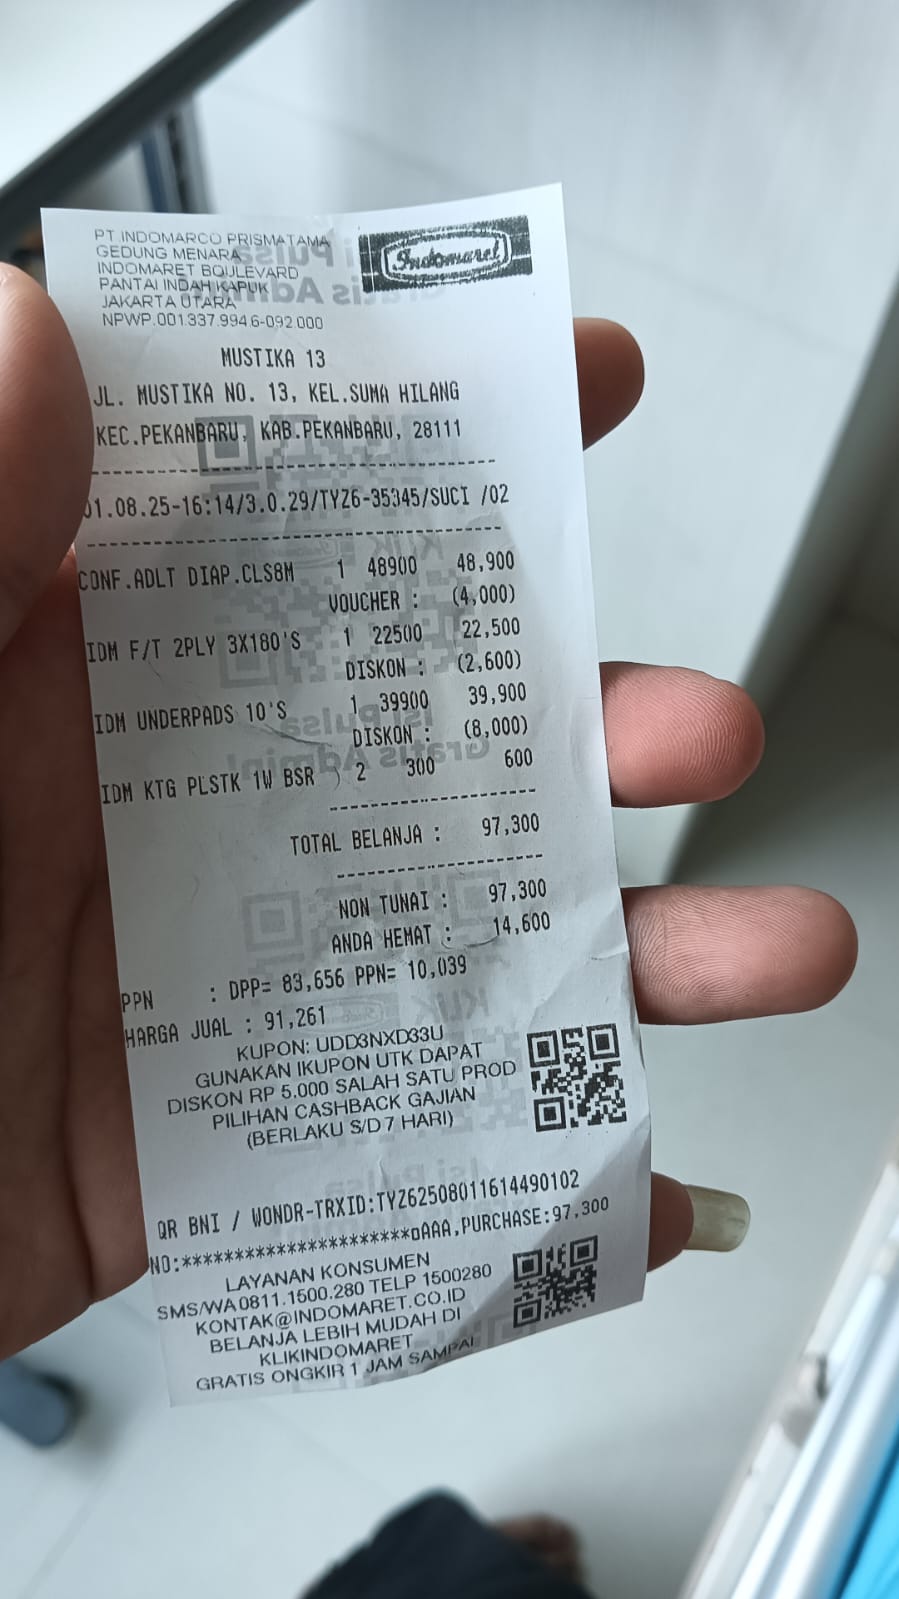 PT.INDOMARCO PRISMATAMA
GEDUNG MENARA
INDOMARET BOULEVARD
PANTAI INDAH KAPUK
JAKARTA UTARA
NPWP.001.337.994.6-092.000
Indomaret
MUSTIKA 13
JL. MUSTIKA NO. 13, KEL.SUMA HILANG
KEC.PEKANBARU, KAB.PEKANBARU, 28111
01.08.25-16:14/3.0.29/TYZ6-35345/SUCI /02
CONF.ADLT DIAP.CLS8M 1 48900 48,900
VOUCHER : (4,000)
IDM F/T 2PLY 3X180'S 1 22500 22,500
DISKON : (2,600)
IDM UNDERPADS 10'S 1 39900 39,900
DISKON : (8,000)
IDM KTG PLSTK 1W BSR 2 300 600
TOTAL BELANJA : 97,300
NON TUNAI : 97,300
ANDA HEMAT : 14,600
PPN : DPP= 83,656 PPN= 10,039
HARGA JUAL : 91,261
KUPON: UDD3NXD33U
GUNAKAN IKUPON UTK DAPAT
DISKON RP 5.000 SALAH SATU PROD
PILIHAN CASHBACK GAJIAN
(BERLAKU S/D 7 HARI)
QR BNI / WONDR-TRXID:TYZ62508011614490102
NO:**********************¤AAA,PURCHASE:97,300
LAYANAN KONSUMEN
SMS/WA 0811.1500.280 TELP 1500280
KONTAK@INDOMARET.CO.ID
BELANJA LEBIH MUDAH DI
KLIKINDOMARET
GRATIS ONGKIR 1 JAM SAMPAI